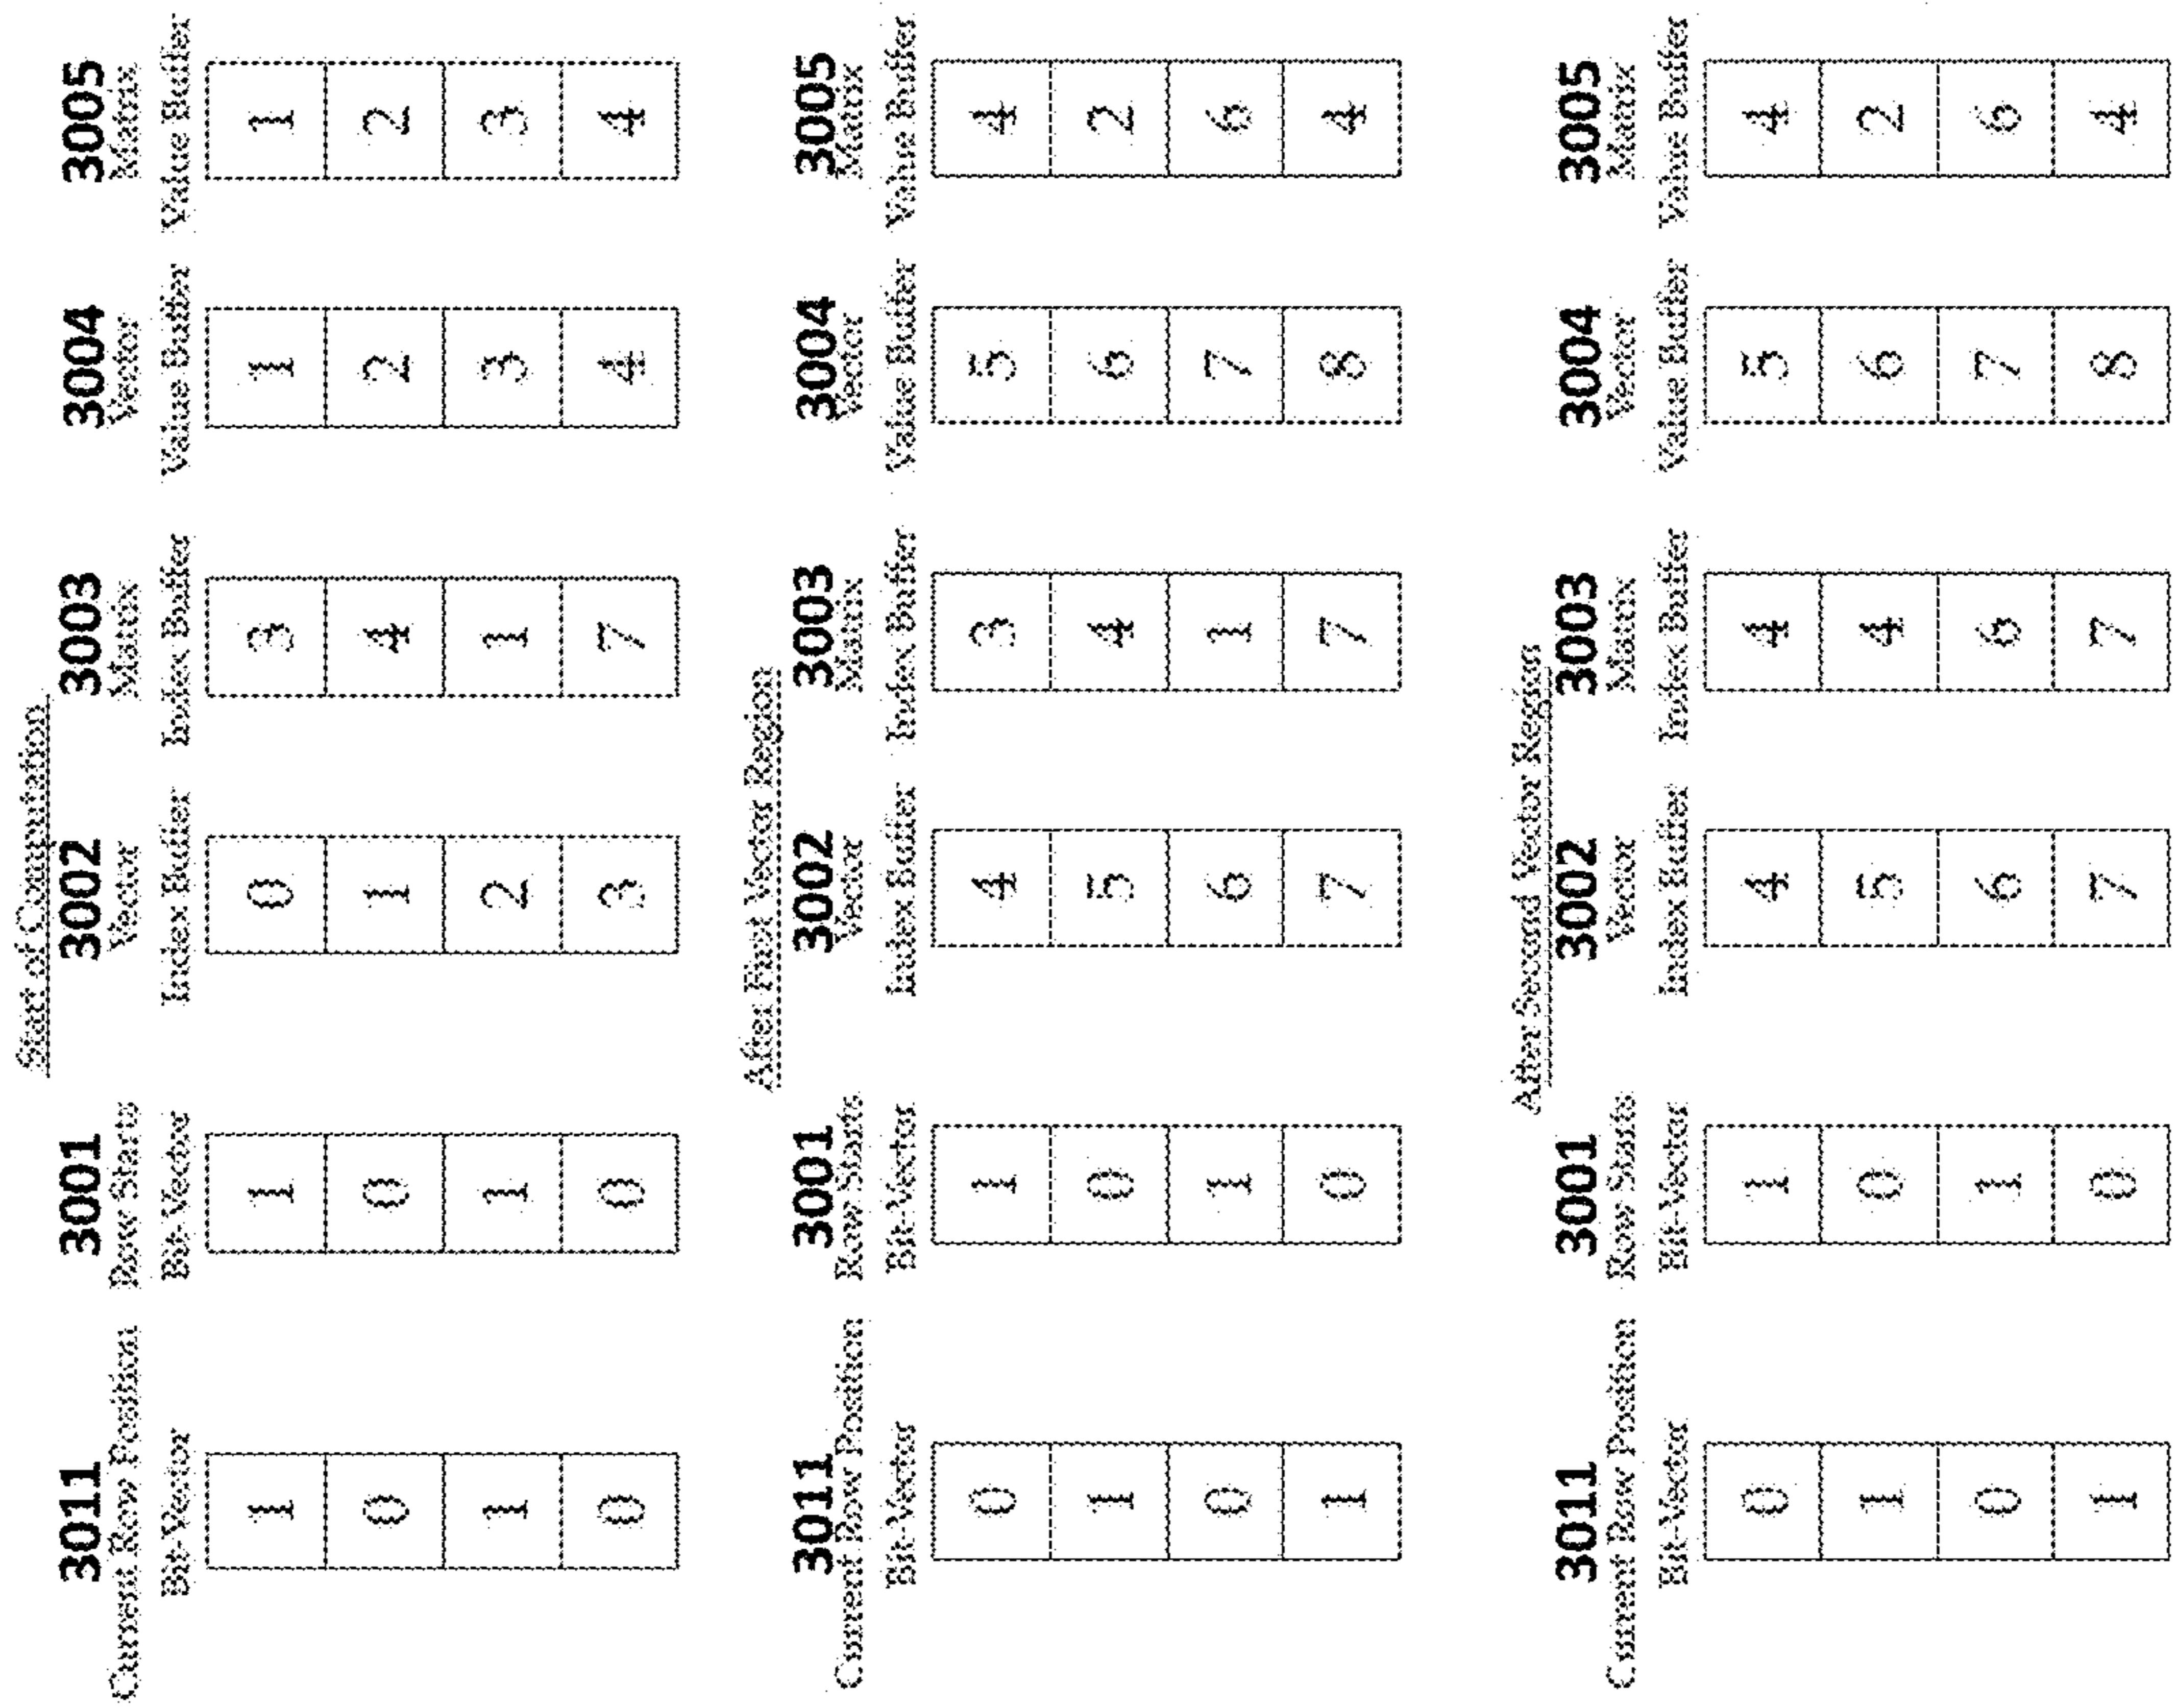 Start of Computation
3011 3001 3002 3003 3004 3005
Current Row Position Row Starts Vector Matrix Vector Matrix
Bit-Vector Bit-Vector Index Buffer Index Buffer Value Buffer Value Buffer
1 1 0 3 1 1
0 0 1 4 2 2
1 1 2 1 3 3
0 0 3 7 4 4
After First Vector Region
3011 3001 3002 3003 3004 3005
Current Row Position Row Starts Vector Matrix Vector Matrix
Bit-Vector Bit-Vector Index Buffer Index Buffer Value Buffer Value Buffer
0 1 4 3 5 4
1 0 5 4 6 2
0 1 6 1 7 6
1 0 7 7 8 4
After Second Vector Region
3011 3001 3002 3003 3004 3005
Current Row Position Row Starts Vector Matrix Vector Matrix
Bit-Vector Bit-Vector Index Buffer Index Buffer Value Buffer Value Buffer
0 1 4 4 5 4
1 0 5 4 6 2
0 1 6 6 7 6
1 0 7 7 8 4